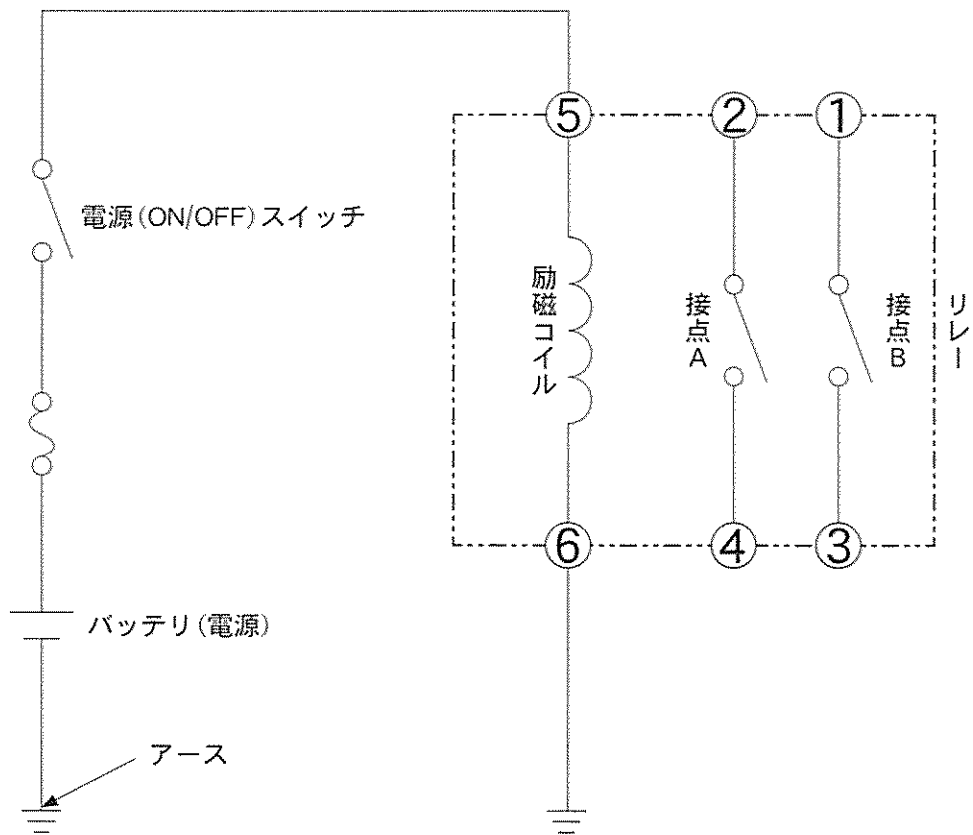 ⑤
②
①
電源(ON/OFF)スイッチ
励磁コイル
接点A
接点B
リレー
⑥
④
③
バッテリ(電源)
アース